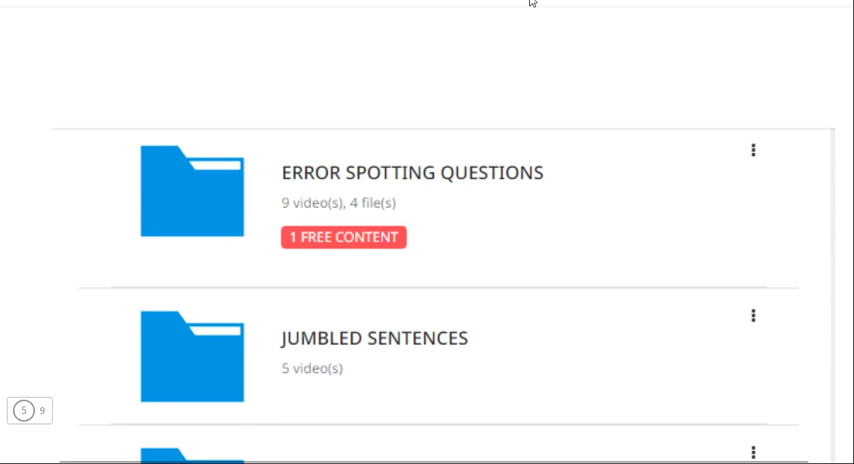 ERROR SPOTTING QUESTIONS
9 video(s), 4 file(s)
1 FREE CONTENT
JUMBLED SENTENCES
5 video(s)
5 9